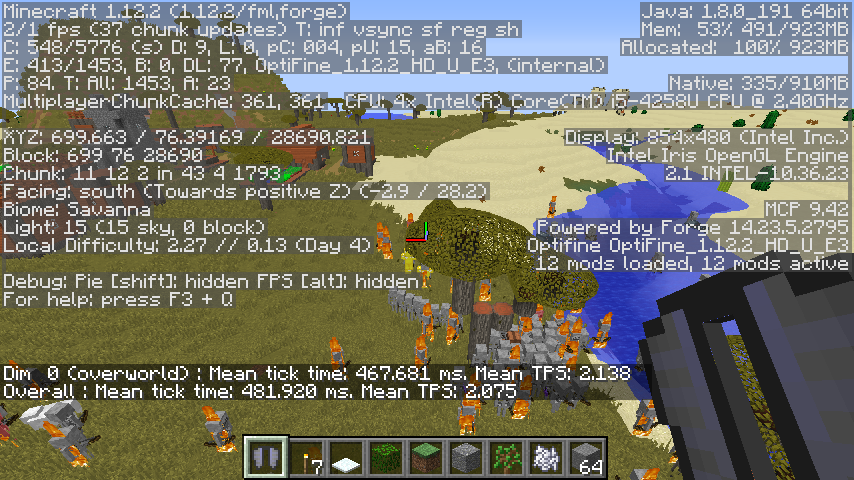 Minecraft 1.12.2 (1.12.2/fml,forge)
2/1 fps (37 chunk updates) T: inf vsync sf reg sh
C: 548/5776 (s) D: 9, L: 0, pC: 004, pU: 15, aB: 16
E: 413/1453, B: 0, DL: 77, OptiFine_1.12.2_HD_U_E3, (internal)
P: 84. T: All: 1453, A: 23
MultiplayerChunkCache: 361, 361, CPU: 4x Intel(R) Core(TM) i5-4258U CPU @ 2.40GHz
XYZ: 699.663 / 76.39169 / 28690.821
Block: 699 76 28690
Chunk: 11 12 2 in 43 4 1793
Facing: south (Towards positive Z) (-2.9 / 28.2)
Biome: Savanna
Light: 15 (15 sky, 0 block)
Local Difficulty: 2.27 // 0.13 (Day 4)
Debug: Pie [shift]: hidden FPS [alt]: hidden
For help: press F3 + Q
Java: 1.8.0_191 64bit
Mem: 53% 491/923MB
Allocated: 100% 923MB
Native: 335/910MB
Display: 854x480 (Intel Inc.)
Intel Iris OpenGL Engine
2.1 INTEL-10.36.23
MCP 9.42
Powered by Forge 14.23.5.2795
Optifine OptiFine_1.12.2_HD_U_E3
12 mods loaded, 12 mods active
Dim 0 (overworld) : Mean tick time: 467.681 ms. Mean TPS: 2.138
Overall : Mean tick time: 481.920 ms. Mean TPS: 2.075
7
64